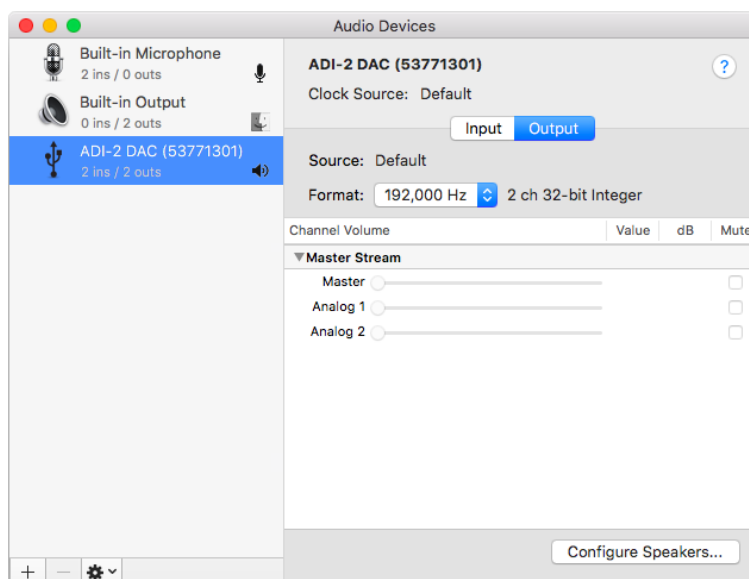 Audio Devices
Built-in Microphone
2 ins / 0 outs
Built-in Output
0 ins / 2 outs
ADI-2 DAC (53771301)
2 ins / 2 outs
ADI-2 DAC (53771301)
?
Clock Source: Default
Input Output
Source: Default
Format: 192,000 Hz 2 ch 32-bit Integer
Channel Volume Value dB Mute
Master Stream
Master
Analog 1
Analog 2
Configure Speakers...